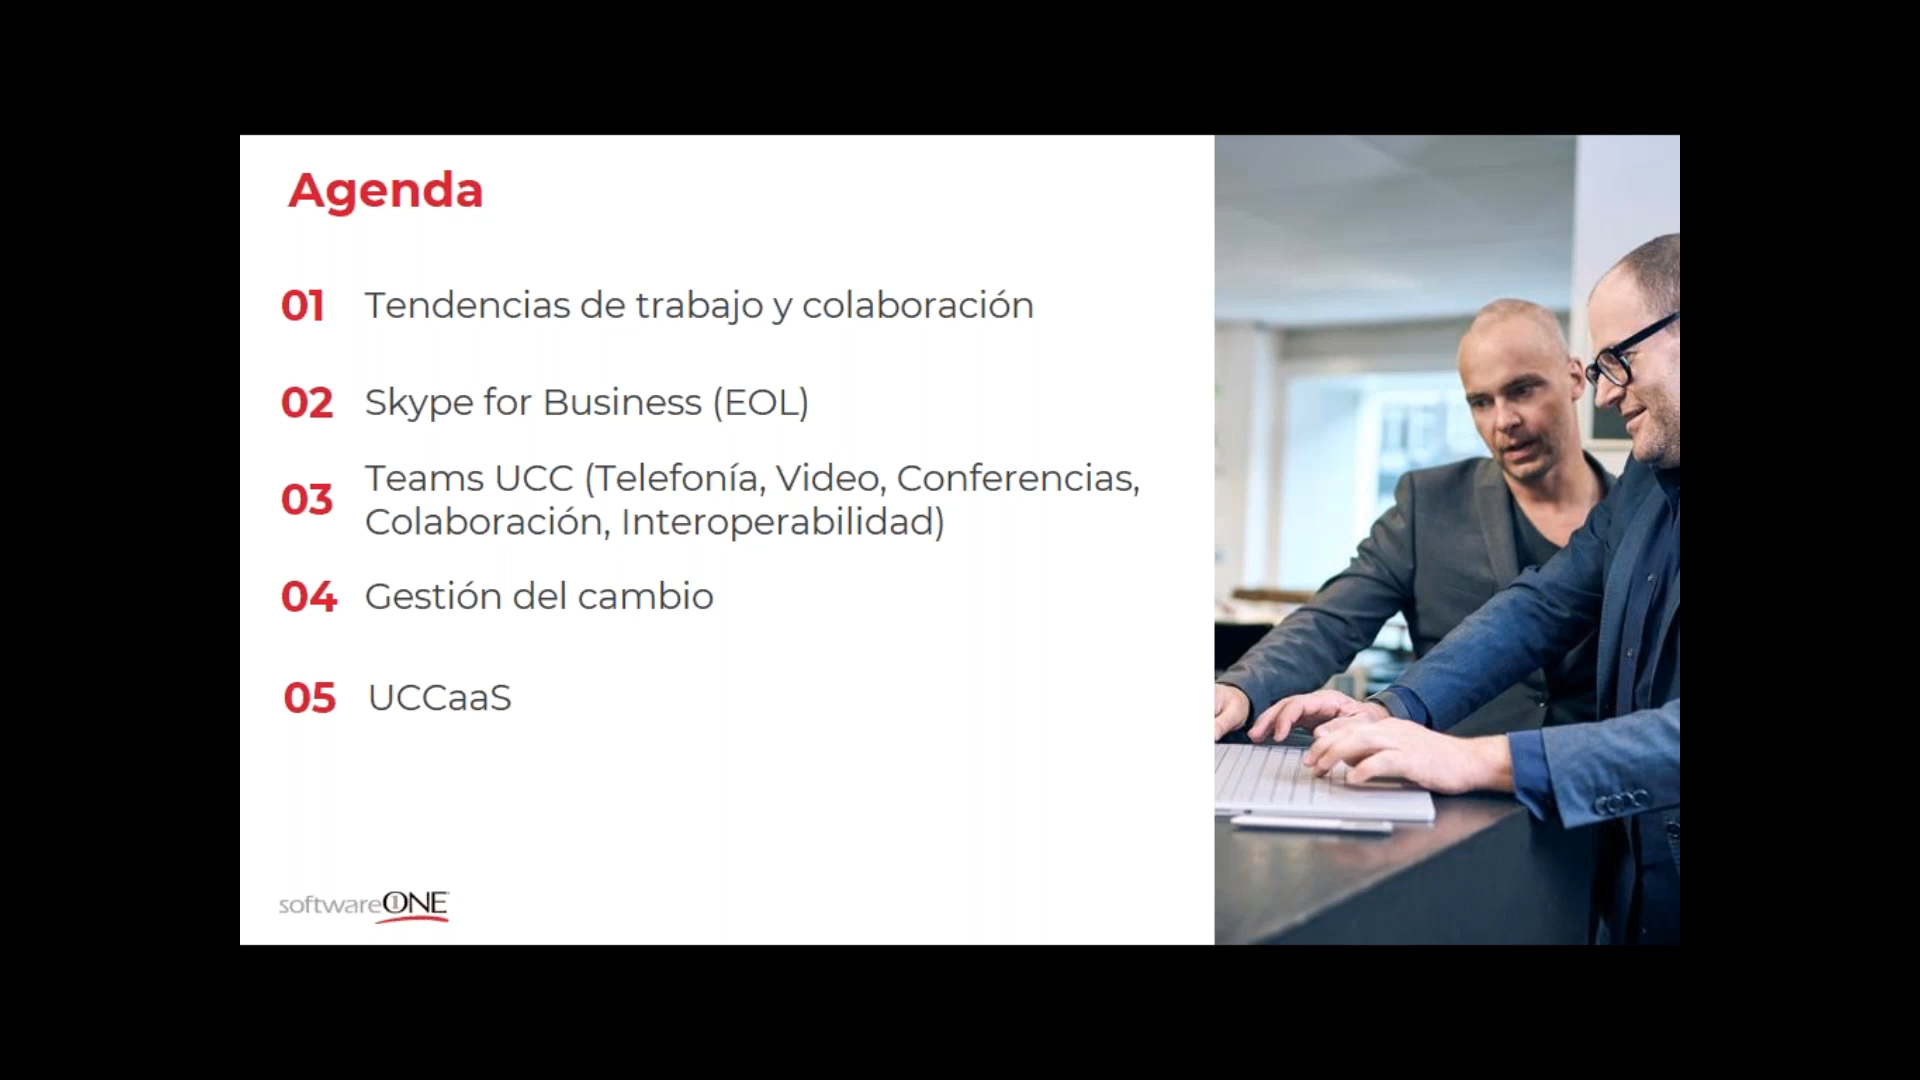 Agenda
01 Tendencias de trabajo y colaboración
02 Skype for Business (EOL)
03 Teams UCC (Telefonía, Video, Conferencias,
Colaboración, Interoperabilidad)
04 Gestión del cambio
05 UCCaaS
softwareONE